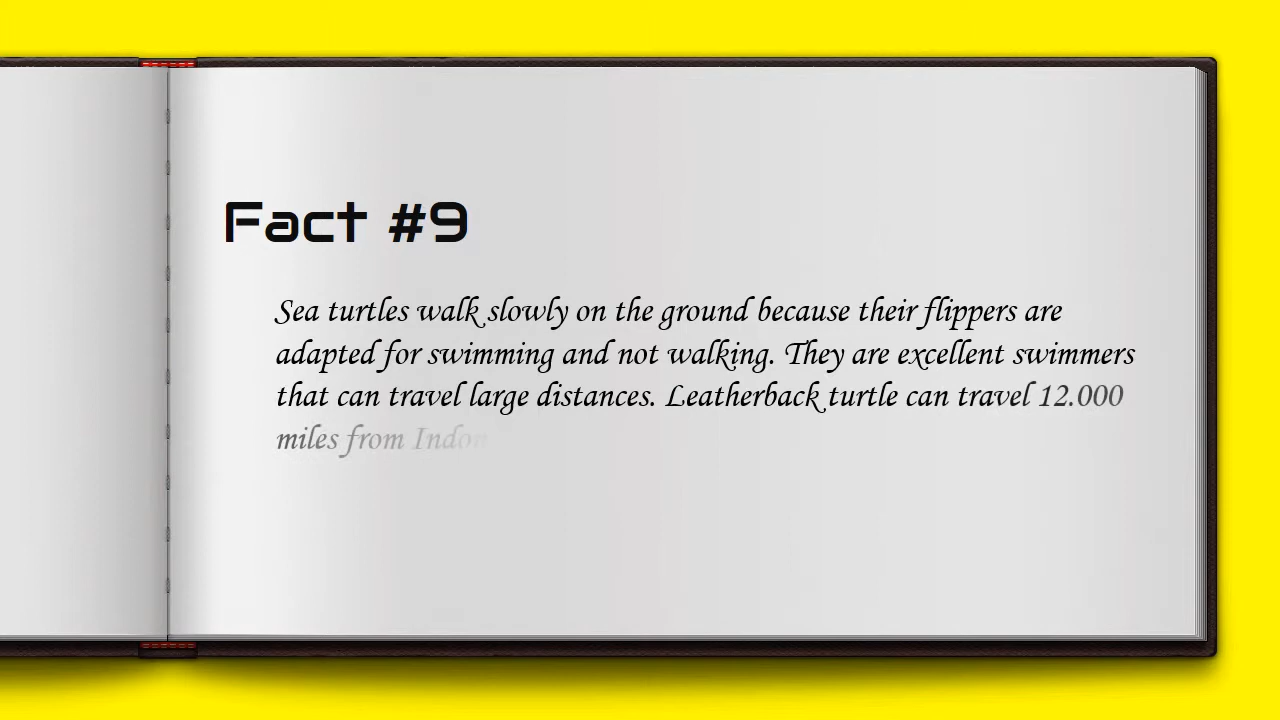 Fact #9
Sea turtles walk slowly on the ground because their flippers are
adapted for swimming and not walking. They are excellent swimmers
that can travel large distances. Leatherback turtle can travel 12.000
miles from Indon